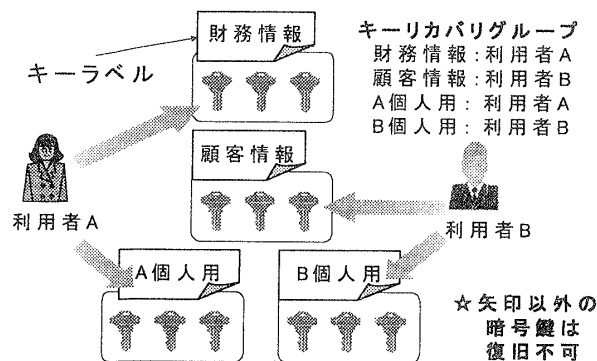 財務情報
キーラベル
キーリカバリグループ
財務情報:利用者A
顧客情報:利用者B
A個人用:利用者A
B個人用:利用者B
顧客情報
利用者A
利用者B
A個人用
B個人用
☆矢印以外の
暗号鍵は
復旧不可